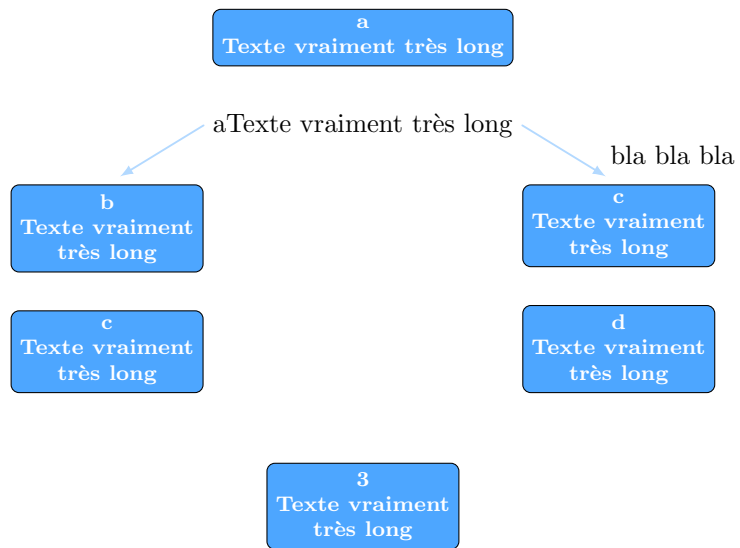 a
Texte vraiment très long
aTexte vraiment très long
bla bla bla
b
Texte vraiment
très long
c
Texte vraiment
très long
c
Texte vraiment
très long
d
Texte vraiment
très long
3
Texte vraiment
très long